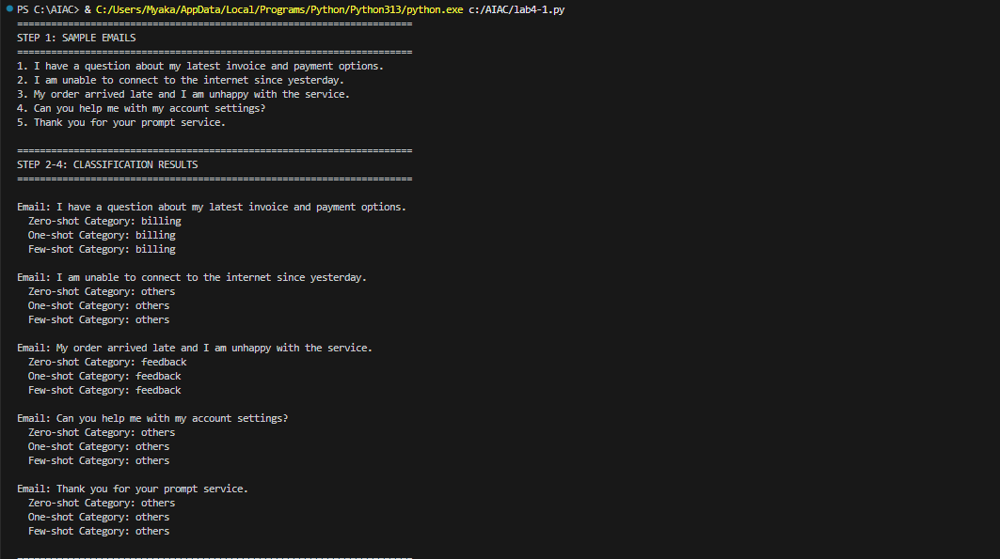 PS C:\AIAC> & C:/Users/Myaka/AppData/Local/Programs/Python/Python313/python.exe c:/AIAC/lab4-1.py
======================================================================
STEP 1: SAMPLE EMAILS
======================================================================
1. I have a question about my latest invoice and payment options.
2. I am unable to connect to the internet since yesterday.
3. My order arrived late and I am unhappy with the service.
4. Can you help me with my account settings?
5. Thank you for your prompt service.
======================================================================
STEP 2-4: CLASSIFICATION RESULTS
======================================================================
Email: I have a question about my latest invoice and payment options.
Zero-shot Category: billing
One-shot Category: billing
Few-shot Category: billing
Email: I am unable to connect to the internet since yesterday.
Zero-shot Category: others
One-shot Category: others
Few-shot Category: others
Email: My order arrived late and I am unhappy with the service.
Zero-shot Category: feedback
One-shot Category: feedback
Few-shot Category: feedback
Email: Can you help me with my account settings?
Zero-shot Category: others
One-shot Category: others
Few-shot Category: others
Email: Thank you for your prompt service.
Zero-shot Category: others
One-shot Category: others
Few-shot Category: others
======================================================================